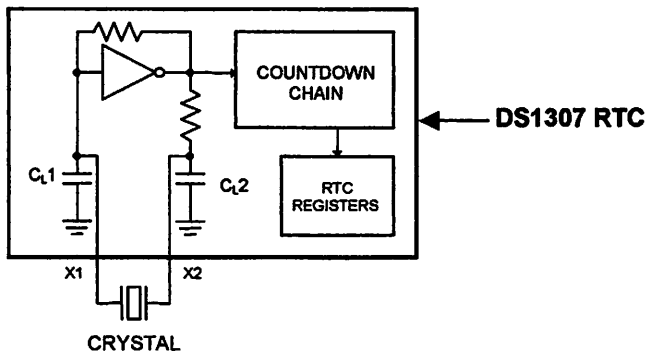 COUNTDOWN
CHAIN
DS1307 RTC
CL1
CL2
RTC
REGISTERS
X1
X2
CRYSTAL